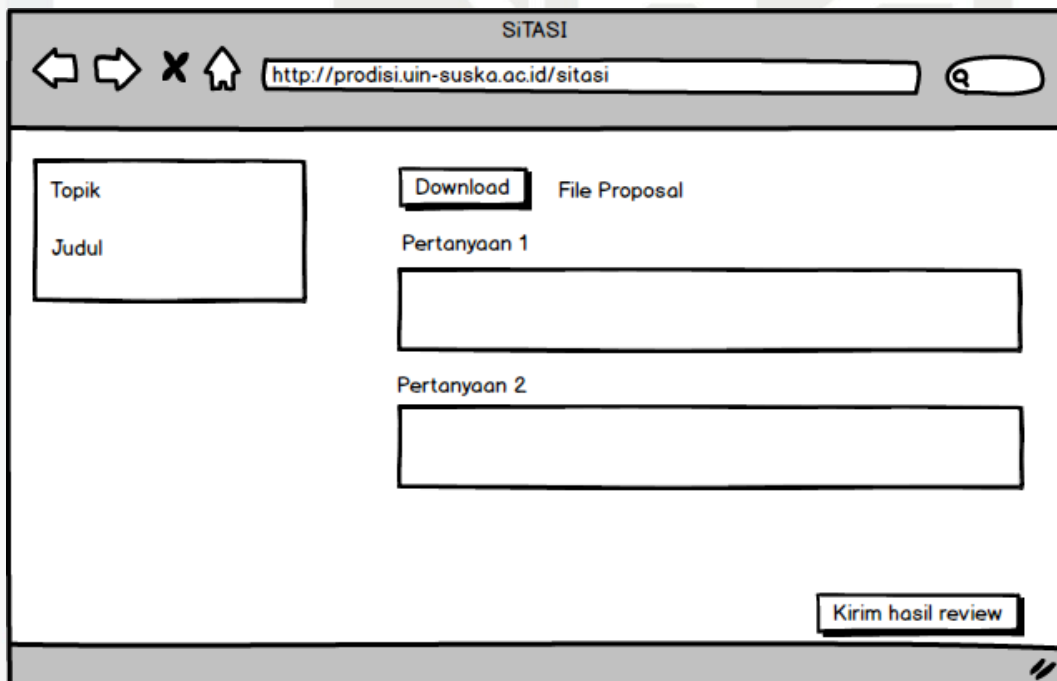 SiTASI
http://prodisi.uin-suska.ac.id/sitasi
Topik
Judul
Download File Proposal
Pertanyaan 1
Pertanyaan 2
Kirim hasil review